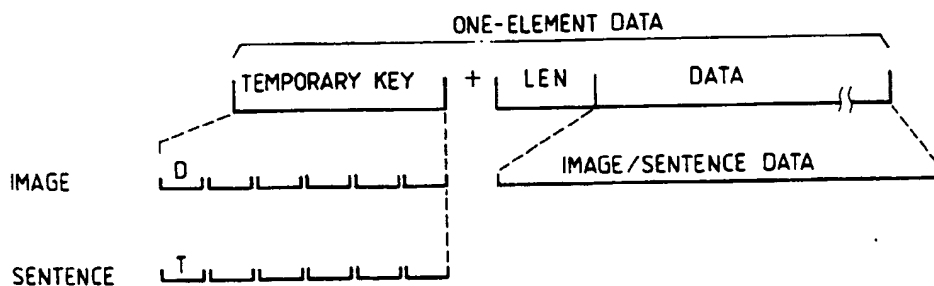 ONE-ELEMENT DATA
TEMPORARY KEY + LEN DATA
IMAGE D IMAGE/SENTENCE DATA
SENTENCE T